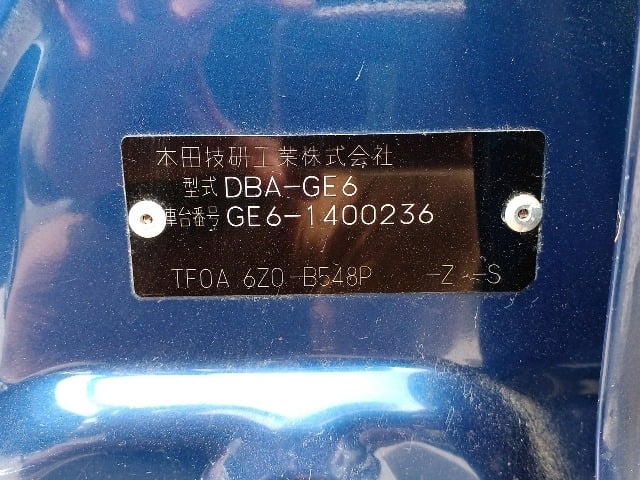 本田技研工業株式会社
型式 DBA-GE6
車台番号 GE6-1400236
TF0A 6Z0 -B548P -Z -S